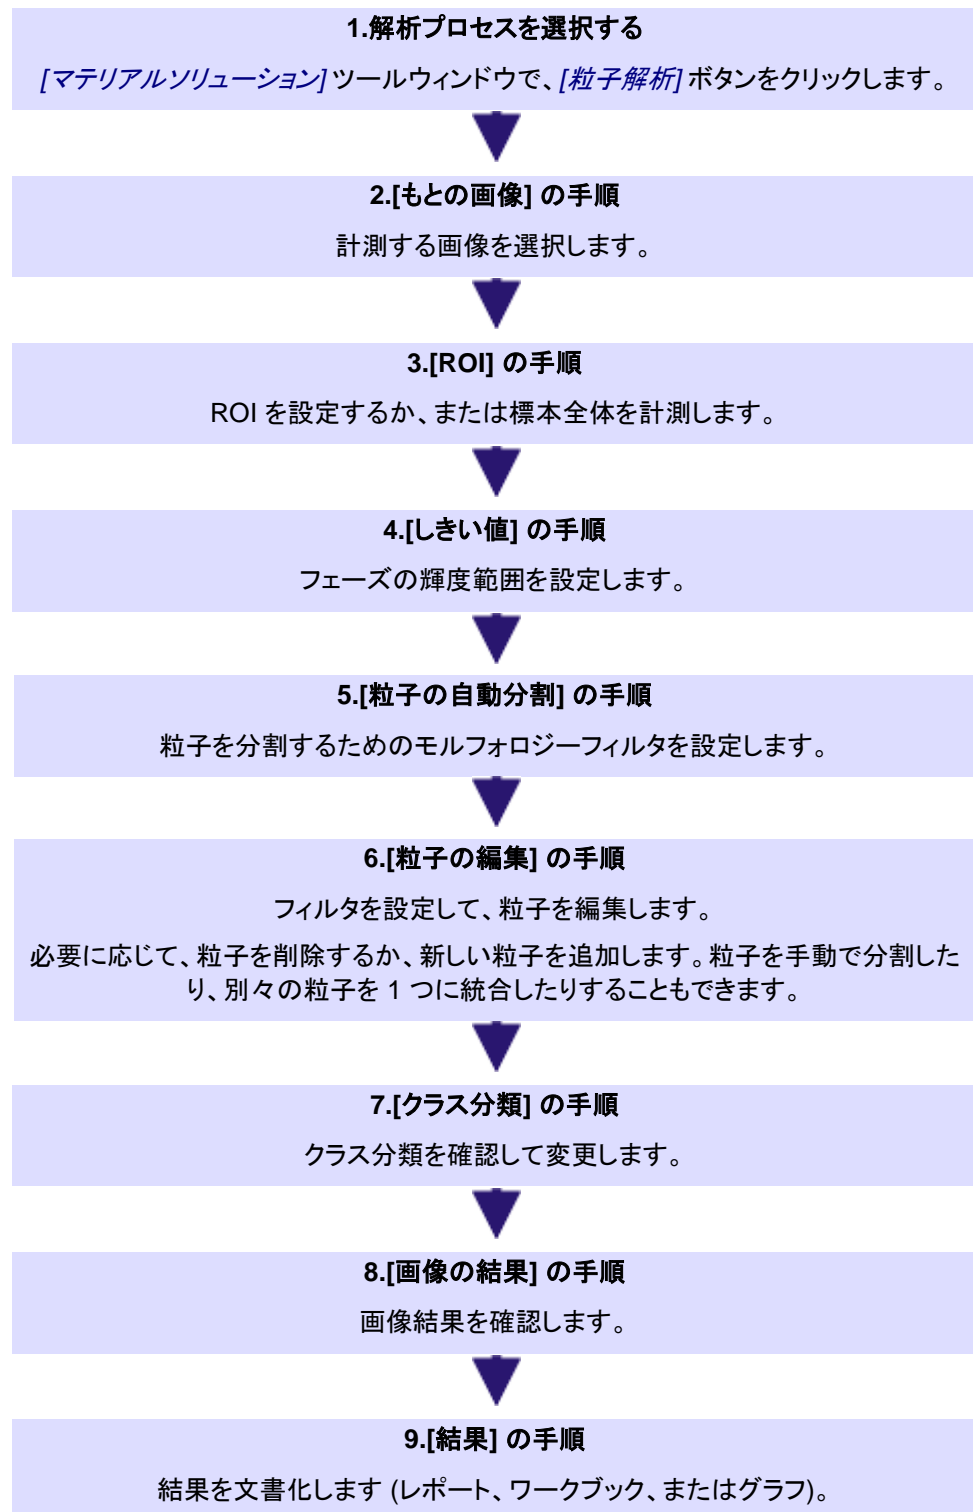 1.解析プロセスを選択する
[マテリアルソリューション] ツールウィンドウで、[粒子解析] ボタンをクリックします。
2.[もとの画像] の手順
計測する画像を選択します。
3.[ROI] の手順
ROI を設定するか、または標本全体を計測します。
4.[しきい値] の手順
フェーズの輝度範囲を設定します。
5.[粒子の自動分割] の手順
粒子を分割するためのモルフォロジーフィルタを設定します。
6.[粒子の編集] の手順
フィルタを設定して、粒子を編集します。
必要に応じて、粒子を削除するか、新しい粒子を追加します。粒子を手動で分割した
り、別々の粒子を 1 つに統合したりすることもできます。
7.[クラス分類] の手順
クラス分類を確認して変更します。
8.[画像の結果] の手順
画像結果を確認します。
9.[結果] の手順
結果を文書化します (レポート、ワークブック、またはグラフ)。